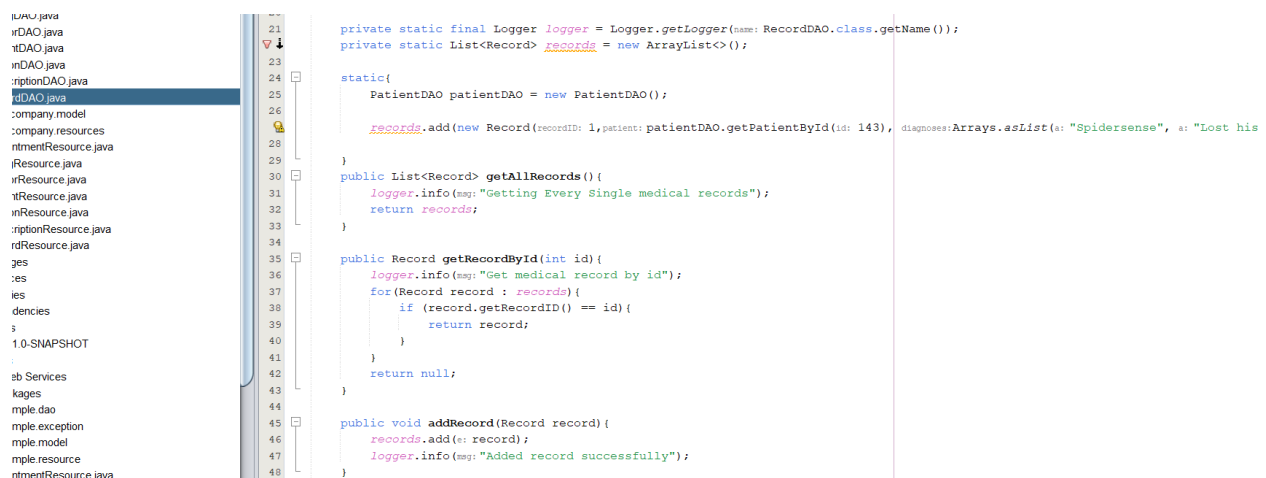 jDAO.java
orDAO.java
ntDAO.java
onDAO.java
criptionDAO.java
rdDAO.java
company.model
company.resources
ntmentResource.java
gResource.java
orResource.java
ntResource.java
onResource.java
criptionResource.java
rdResource.java
ges
ces
ies
dencies
s
1.0-SNAPSHOT
eb Services
kages
mple.dao
mple.exception
mple.model
mple.resource
ntmentResource.java
21 private static final Logger logger = Logger.getLogger(name: RecordDAO.class.getName());
private static List<Record> records = new ArrayList<>();
23
24 static{
25 PatientDAO patientDAO = new PatientDAO();
26
records.add(new Record(recordID: 1,patient: patientDAO.getPatientById(id: 143), diagnoses:Arrays.asList(a: "Spidersense", a: "Lost his
28
29 }
30 public List<Record> getAllRecords(){
31 logger.info(msg: "Getting Every Single medical records");
32 return records;
33 }
34
35 public Record getRecordById(int id){
36 logger.info(msg: "Get medical record by id");
37 for(Record record : records){
38 if (record.getRecordID() == id){
39 return record;
40 }
41 }
42 return null;
43 }
44
45 public void addRecord(Record record){
46 records.add(e: record);
47 logger.info(msg: "Added record successfully");
48 }